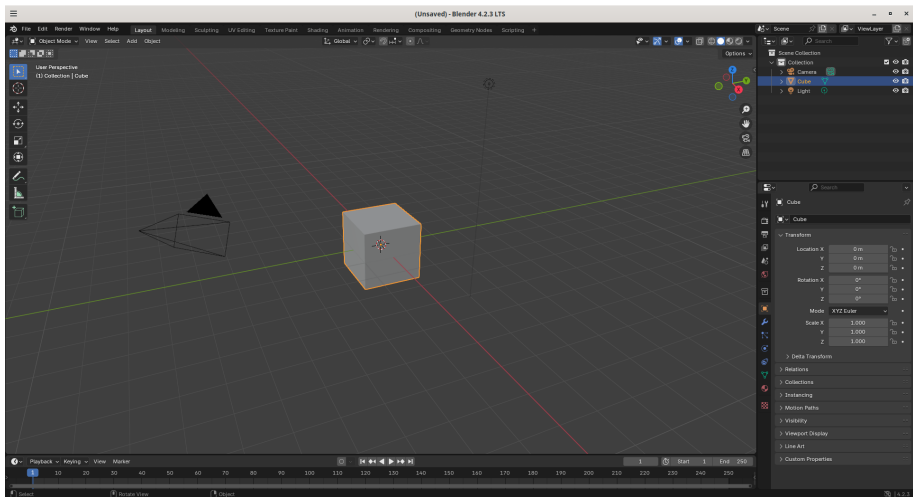 (Unsaved) - Blender 4.2.3 LTS
File Edit Render Window Help Layout Modeling Sculpting UV Editing Texture Paint Shading Animation Rendering Compositing Geometry Nodes Scripting + Scene ViewLayer
Object Mode View Select Add Object Global Search
Options
User Perspective
(1) Collection | Cube
Z
Y
X
Scene Collection
Collection
Camera
Cube
Light
Search
Cube
Cube
Transform
Location X 0 m
Y 0 m
Z 0 m
Rotation X 0°
Y 0°
Z 0°
Mode XYZ Euler
Scale X 1.000
Y 1.000
Z 1.000
Delta Transform
Relations
Collections
Instancing
Motion Paths
Visibility
Viewport Display
Line Art
Custom Properties
Playback Keying View Marker 1 Start 1 End 250
1 10 20 30 40 50 60 70 80 90 100 110 120 130 140 150 160 170 180 190 200 210 220 230 240 250
Select Rotate View Object 4.2.3